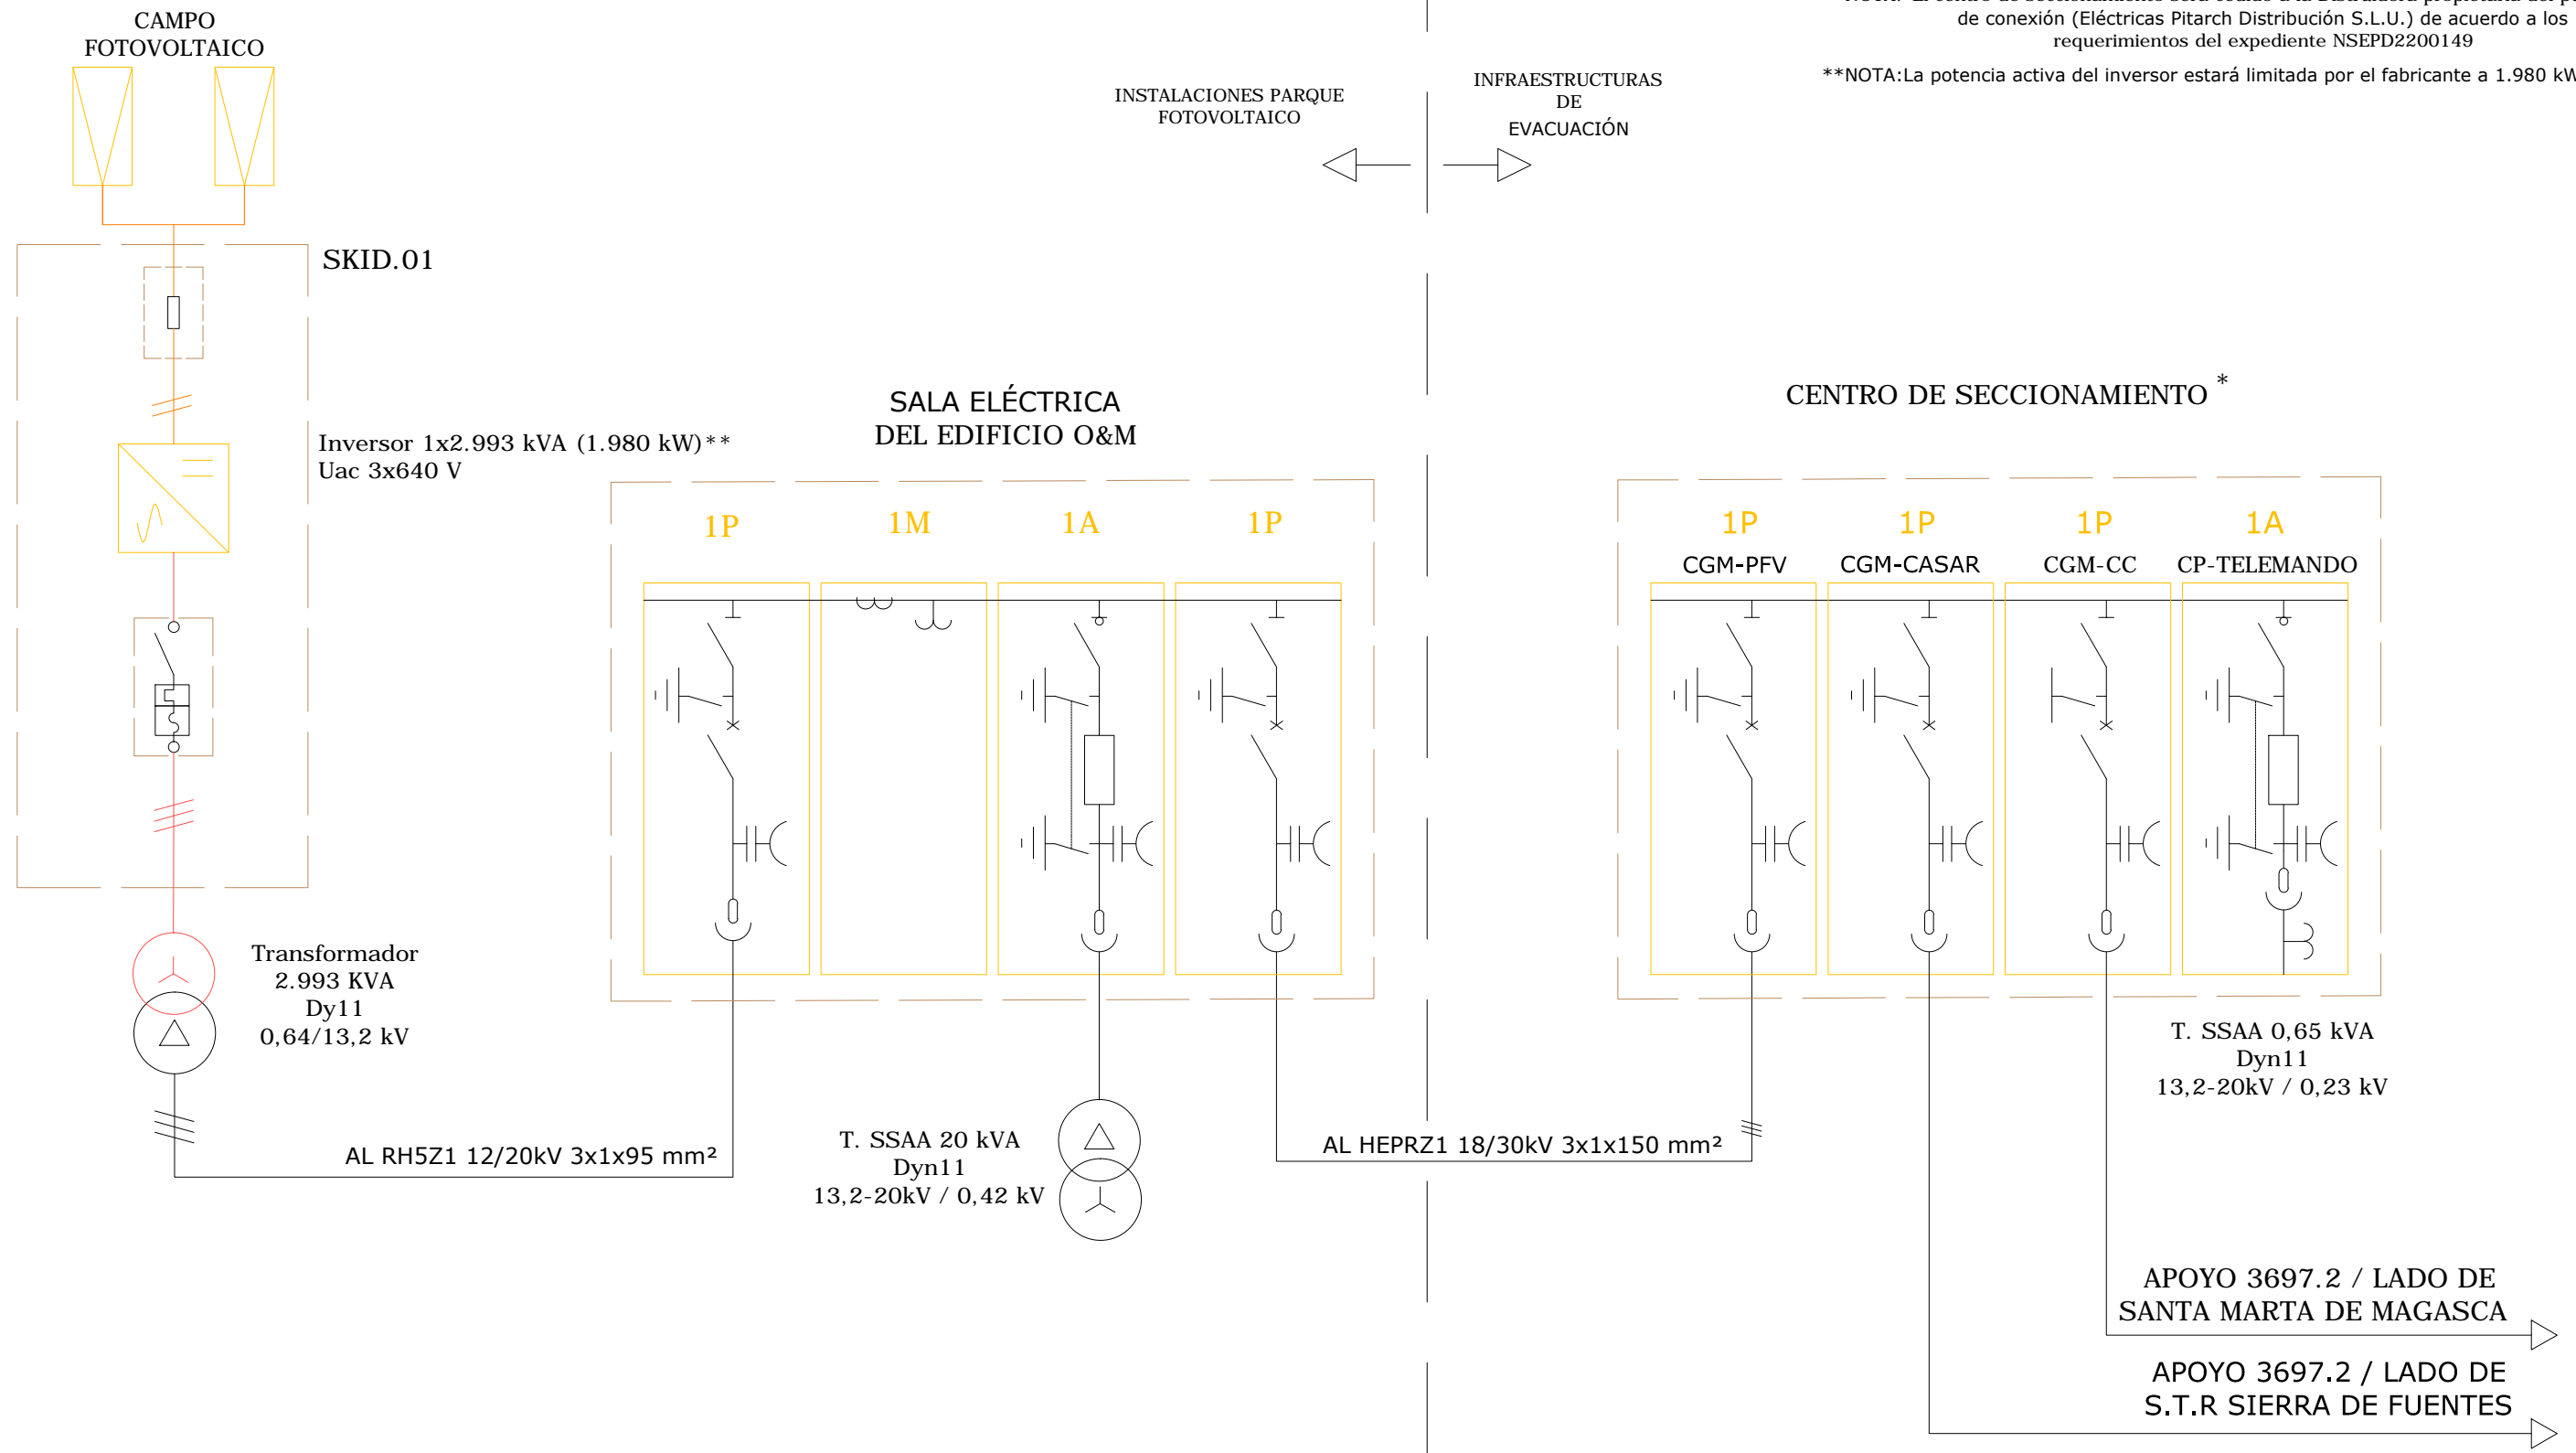 CAMPO
FOTOVOLTAICO
SKID.01
Inversor 1x2.993 kVA (1.980 kW)**
Uac 3x640 V
Transformador
2.993 KVA
Dy11
0,64/13,2 kV
AL RH5Z1 12/20kV 3x1x95 mm²
SALA ELÉCTRICA
DEL EDIFICIO O&M
1P 1M 1A 1P
T. SSAA 20 kVA
Dyn11
13,2-20kV / 0,42 kV
INSTALACIONES PARQUE
FOTOVOLTAICO
INFRAESTRUCTURAS
DE
EVACUACIÓN
AL HEPRZ1 18/30kV 3x1x150 mm²
de conexión (Eléctricas Pitarch Distribución S.L.U.) de acuerdo a los
requerimientos del expediente NSEPD2200149
**NOTA:La potencia activa del inversor estará limitada por el fabricante a 1.980 kW
CENTRO DE SECCIONAMIENTO *
1P 1P 1P 1A
CGM-PFV CGM-CASAR CGM-CC CP-TELEMANDO
T. SSAA 0,65 kVA
Dyn11
13,2-20kV / 0,23 kV
APOYO 3697.2 / LADO DE
SANTA MARTA DE MAGASCA
APOYO 3697.2 / LADO DE
S.T.R SIERRA DE FUENTES